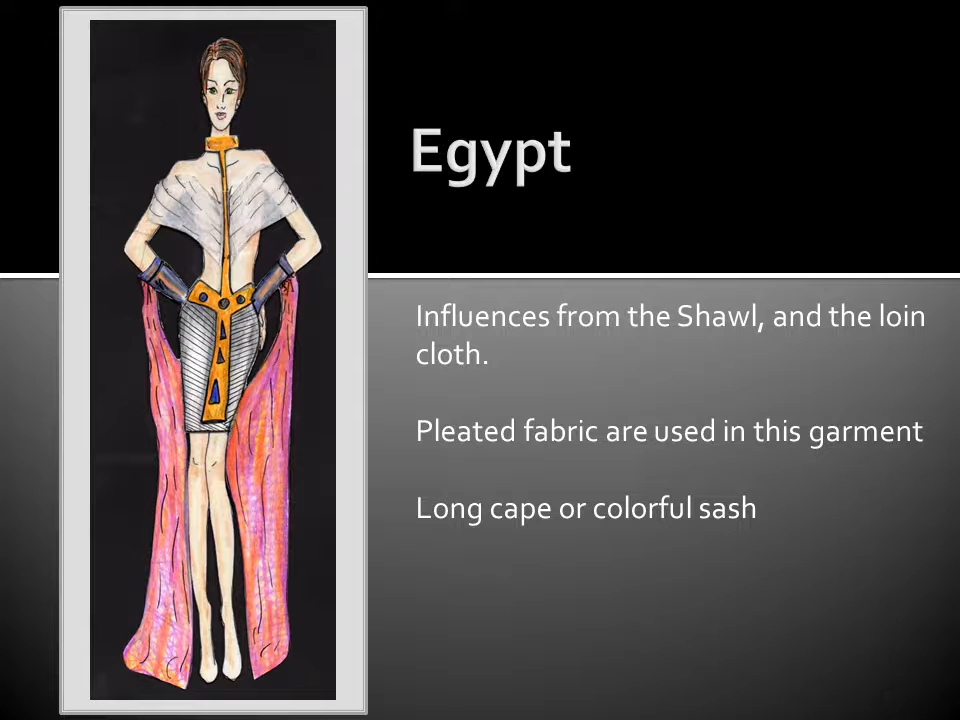 Egypt
Influences from the Shawl, and the loin
cloth.
Pleated fabric are used in this garment
Long cape or colorful sash